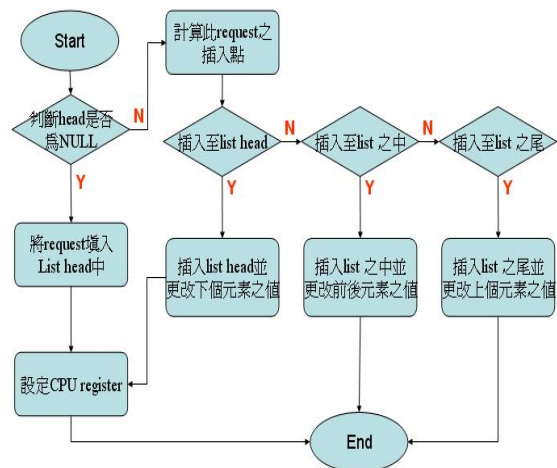 Start
計算此request之
插入點
判斷head是否
為NULL
N
插入至list head
N
插入至list 之中
N
插入至list 之尾
Y
Y
Y
Y
將request填入
List head中
插入list head並
更改下個元素之值
插入list 之中並
更改前後元素之值
插入list 之尾並
更改上個元素之值
設定CPU register
End